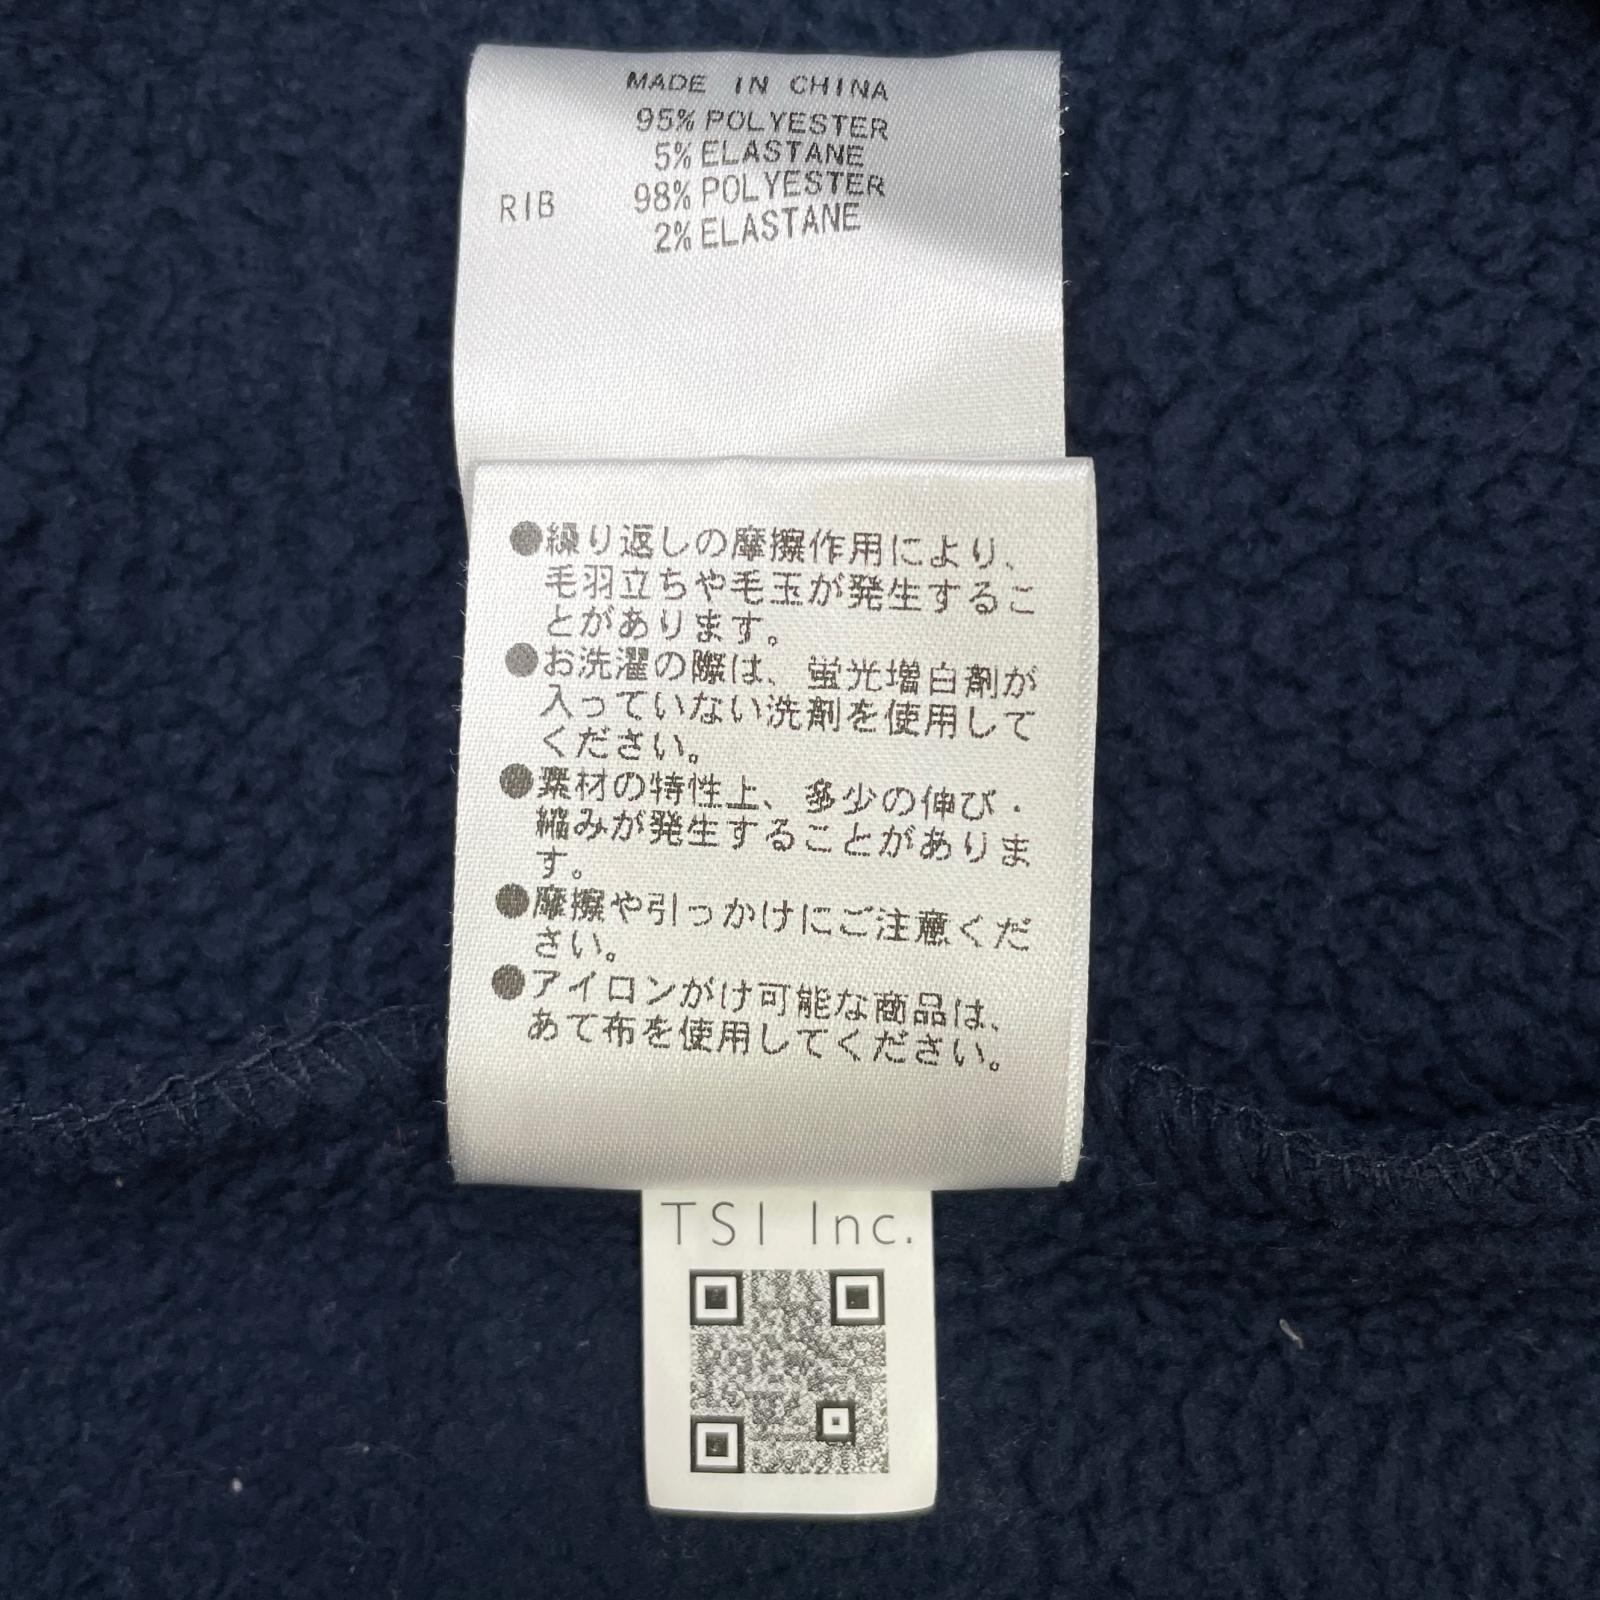 MADE IN CHINA
95% POLYESTER
5% ELASTANE
RIB 98% POLYESTER
2% ELASTANE
●繰り返しの摩擦作用により、
毛羽立ちや毛玉が発生するこ
とがあります。
●お洗濯の際は、蛍光増白剤が
入っていない洗剤を使用して
ください。
●素材の特性上、多少の伸び・
縮みが発生することがありま
す。
●摩擦や引っかけにご注意くだ
さい。
●アイロンがけ可能な商品は、
あて布を使用してください。
TSI Inc.